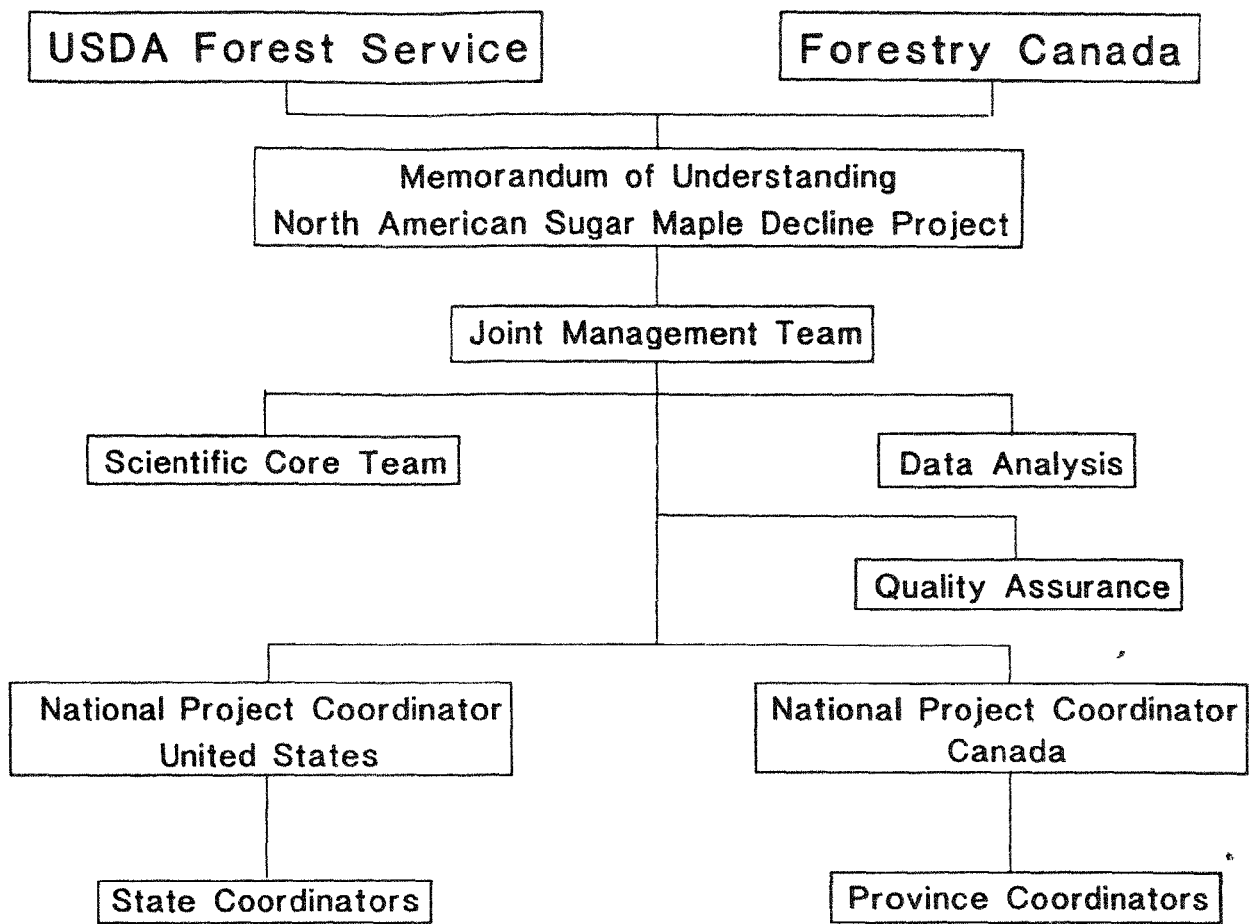 USDA Forest Service
Forestry Canada
Memorandum of Understanding
North American Sugar Maple Decline Project
Joint Management Team
Scientific Core Team
Data Analysis
Quality Assurance
National Project Coordinator
United States
National Project Coordinator
Canada
State Coordinators
Province Coordinators